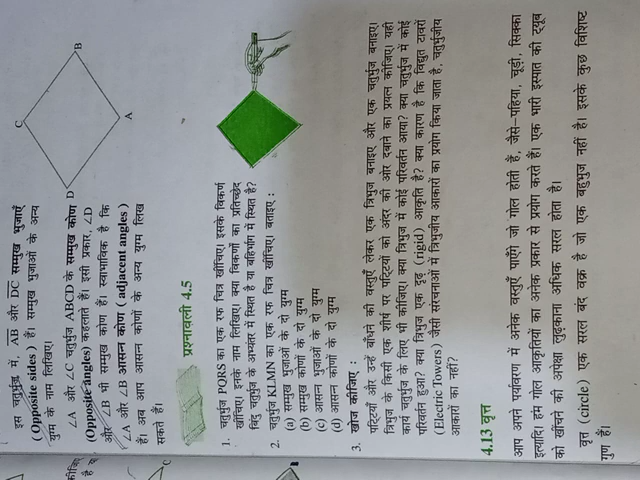 इस चतुर्भुज में, AB और DC सम्मुख भुजाएँ
(Opposite sides) हैं। सम्मुख भुजाओं के अन्य
युग्म के नाम लिखिए।
∠A और ∠C चतुर्भुज ABCD के सम्मुख कोण
(Opposite angles) कहलाते हैं। इसी प्रकार, ∠D
और ∠B भी सम्मुख कोण हैं। स्वाभाविक है कि
∠A और ∠B आसन्न कोण (adjacent angles)
हैं। अब आप आसन्न कोणों के अन्य युग्म लिख
सकते हैं।
C
B
D
A
प्रश्नावली 4.5
1. चतुर्भुज PQRS का एक रफ चित्र खींचिए। इसके विकर्ण
खींचिए। इनके नाम लिखिए। क्या विकर्णों का प्रतिच्छेद
बिंदु चतुर्भुज के अभ्यंतर में स्थित है या बहिर्भाग में स्थित है?
2. चतुर्भुज KLMN का एक रफ चित्र खींचिए। बताइए :
(a) सम्मुख भुजाओं के दो युग्म
(b) सम्मुख कोणों के दो युग्म
(c) आसन्न भुजाओं के दो युग्म
(d) आसन्न कोणों के दो युग्म
3. खोज कीजिए :
पट्टियाँ और उन्हें बाँधने की वस्तुएँ लेकर एक त्रिभुज बनाइए और एक चतुर्भुज बनाइए।
त्रिभुज के किसी एक शीर्ष पर पट्टियों को अंदर की ओर दबाने का प्रयत्न कीजिए। यही
कार्य चतुर्भुज के लिए भी कीजिए। क्या त्रिभुज में कोई परिवर्तन आया? क्या चतुर्भुज में कोई
परिवर्तन हुआ? क्या त्रिभुज एक दृढ़ (rigid) आकृति है? क्या कारण है कि विद्युत टावरों
(Electric Towers) जैसी संरचनाओं में त्रिभुजीय आकारों का प्रयोग किया जाता है, चतुर्भुजीय
आकारों का नहीं?
4.13 वृत्त
आप अपने पर्यावरण में अनेक वस्तुएँ पाएँगे जो गोल होती हैं, जैसे–पहिया, चूड़ी, सिक्का
इत्यादि। हम गोल आकृतियों का अनेक प्रकार से प्रयोग करते हैं। एक भारी इस्पात की ट्यूब
को खींचने की अपेक्षा लुढ़काना अधिक सरल होता है।
वृत्त (circle) एक सरल बंद वक्र है जो एक बहुभुज नहीं है। इसके कुछ विशिष्ट
गुण हैं।